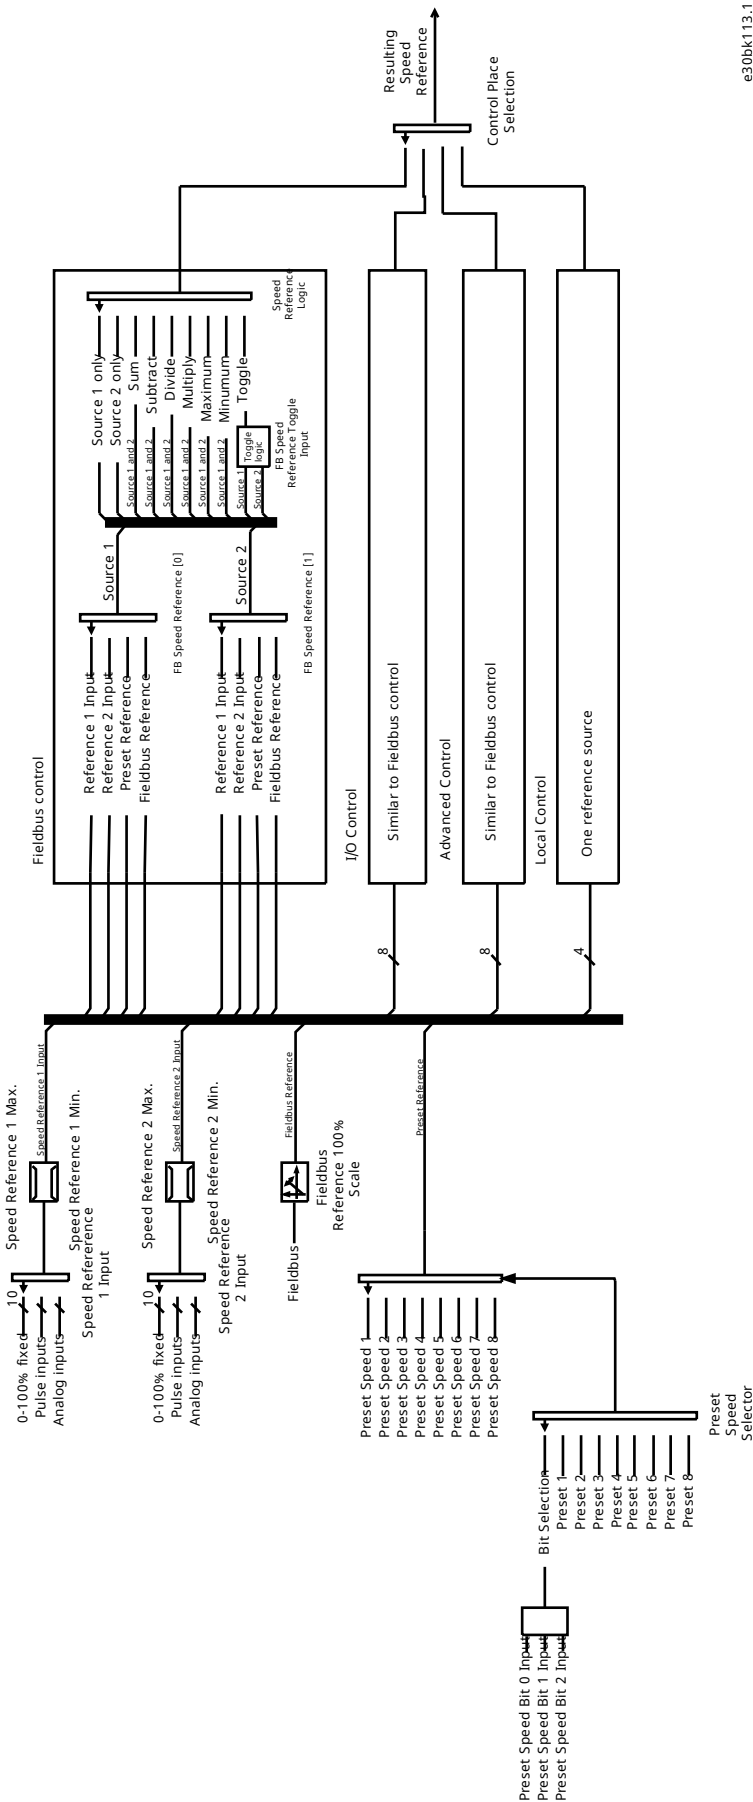 Speed Reference 1 Max.
0-100% fixed
10
Pulse inputs
Analog inputs
Speed Reference 1 Min.
Speed Refererence
1 Input
Speed Reference 1 Input
Speed Reference 2 Max.
0-100% fixed
10
Pulse inputs
Analog inputs
Speed Reference 2 Min.
Speed Reference
2 Input
Speed Reference 2 Input
Fieldbus
Fieldbus
Reference 100%
Scale
Fieldbus Reference
Preset Speed 1
Preset Speed 2
Preset Speed 3
Preset Speed 4
Preset Speed 5
Preset Speed 6
Preset Speed 7
Preset Speed 8
Preset Reference
Preset Speed Bit 0 Input
Preset Speed Bit 1 Input
Preset Speed Bit 2 Input
Bit Selection
Preset 1
Preset 2
Preset 3
Preset 4
Preset 5
Preset 6
Preset 7
Preset 8
Preset
Speed
Selector
Fieldbus control
Reference 1 Input
Reference 2 Input
Preset Reference
Fieldbus Reference
Source 1
FB Speed Reference [0]
Reference 1 Input
Reference 2 Input
Preset Reference
Fieldbus Reference
Source 2
FB Speed Reference [1]
Source 1 only
Source 2 only
Source 1 and 2
Sum
Source 1 and 2
Subtract
Source 1 and 2
Divide
Source 1 and 2
Multiply
Source 1 and 2
Maximum
Source 1 and 2
Minumum
Source 1
Source 2
Toggle
logic
Toggle
FB Speed
Reference Toggle
Input
Speed
Reference
Logic
I/O Control
8
Similar to Fieldbus control
Advanced Control
8
Similar to Fieldbus control
Local Control
4
One reference source
Resulting
Speed
Reference
Control Place
Selection
e30bk113.1